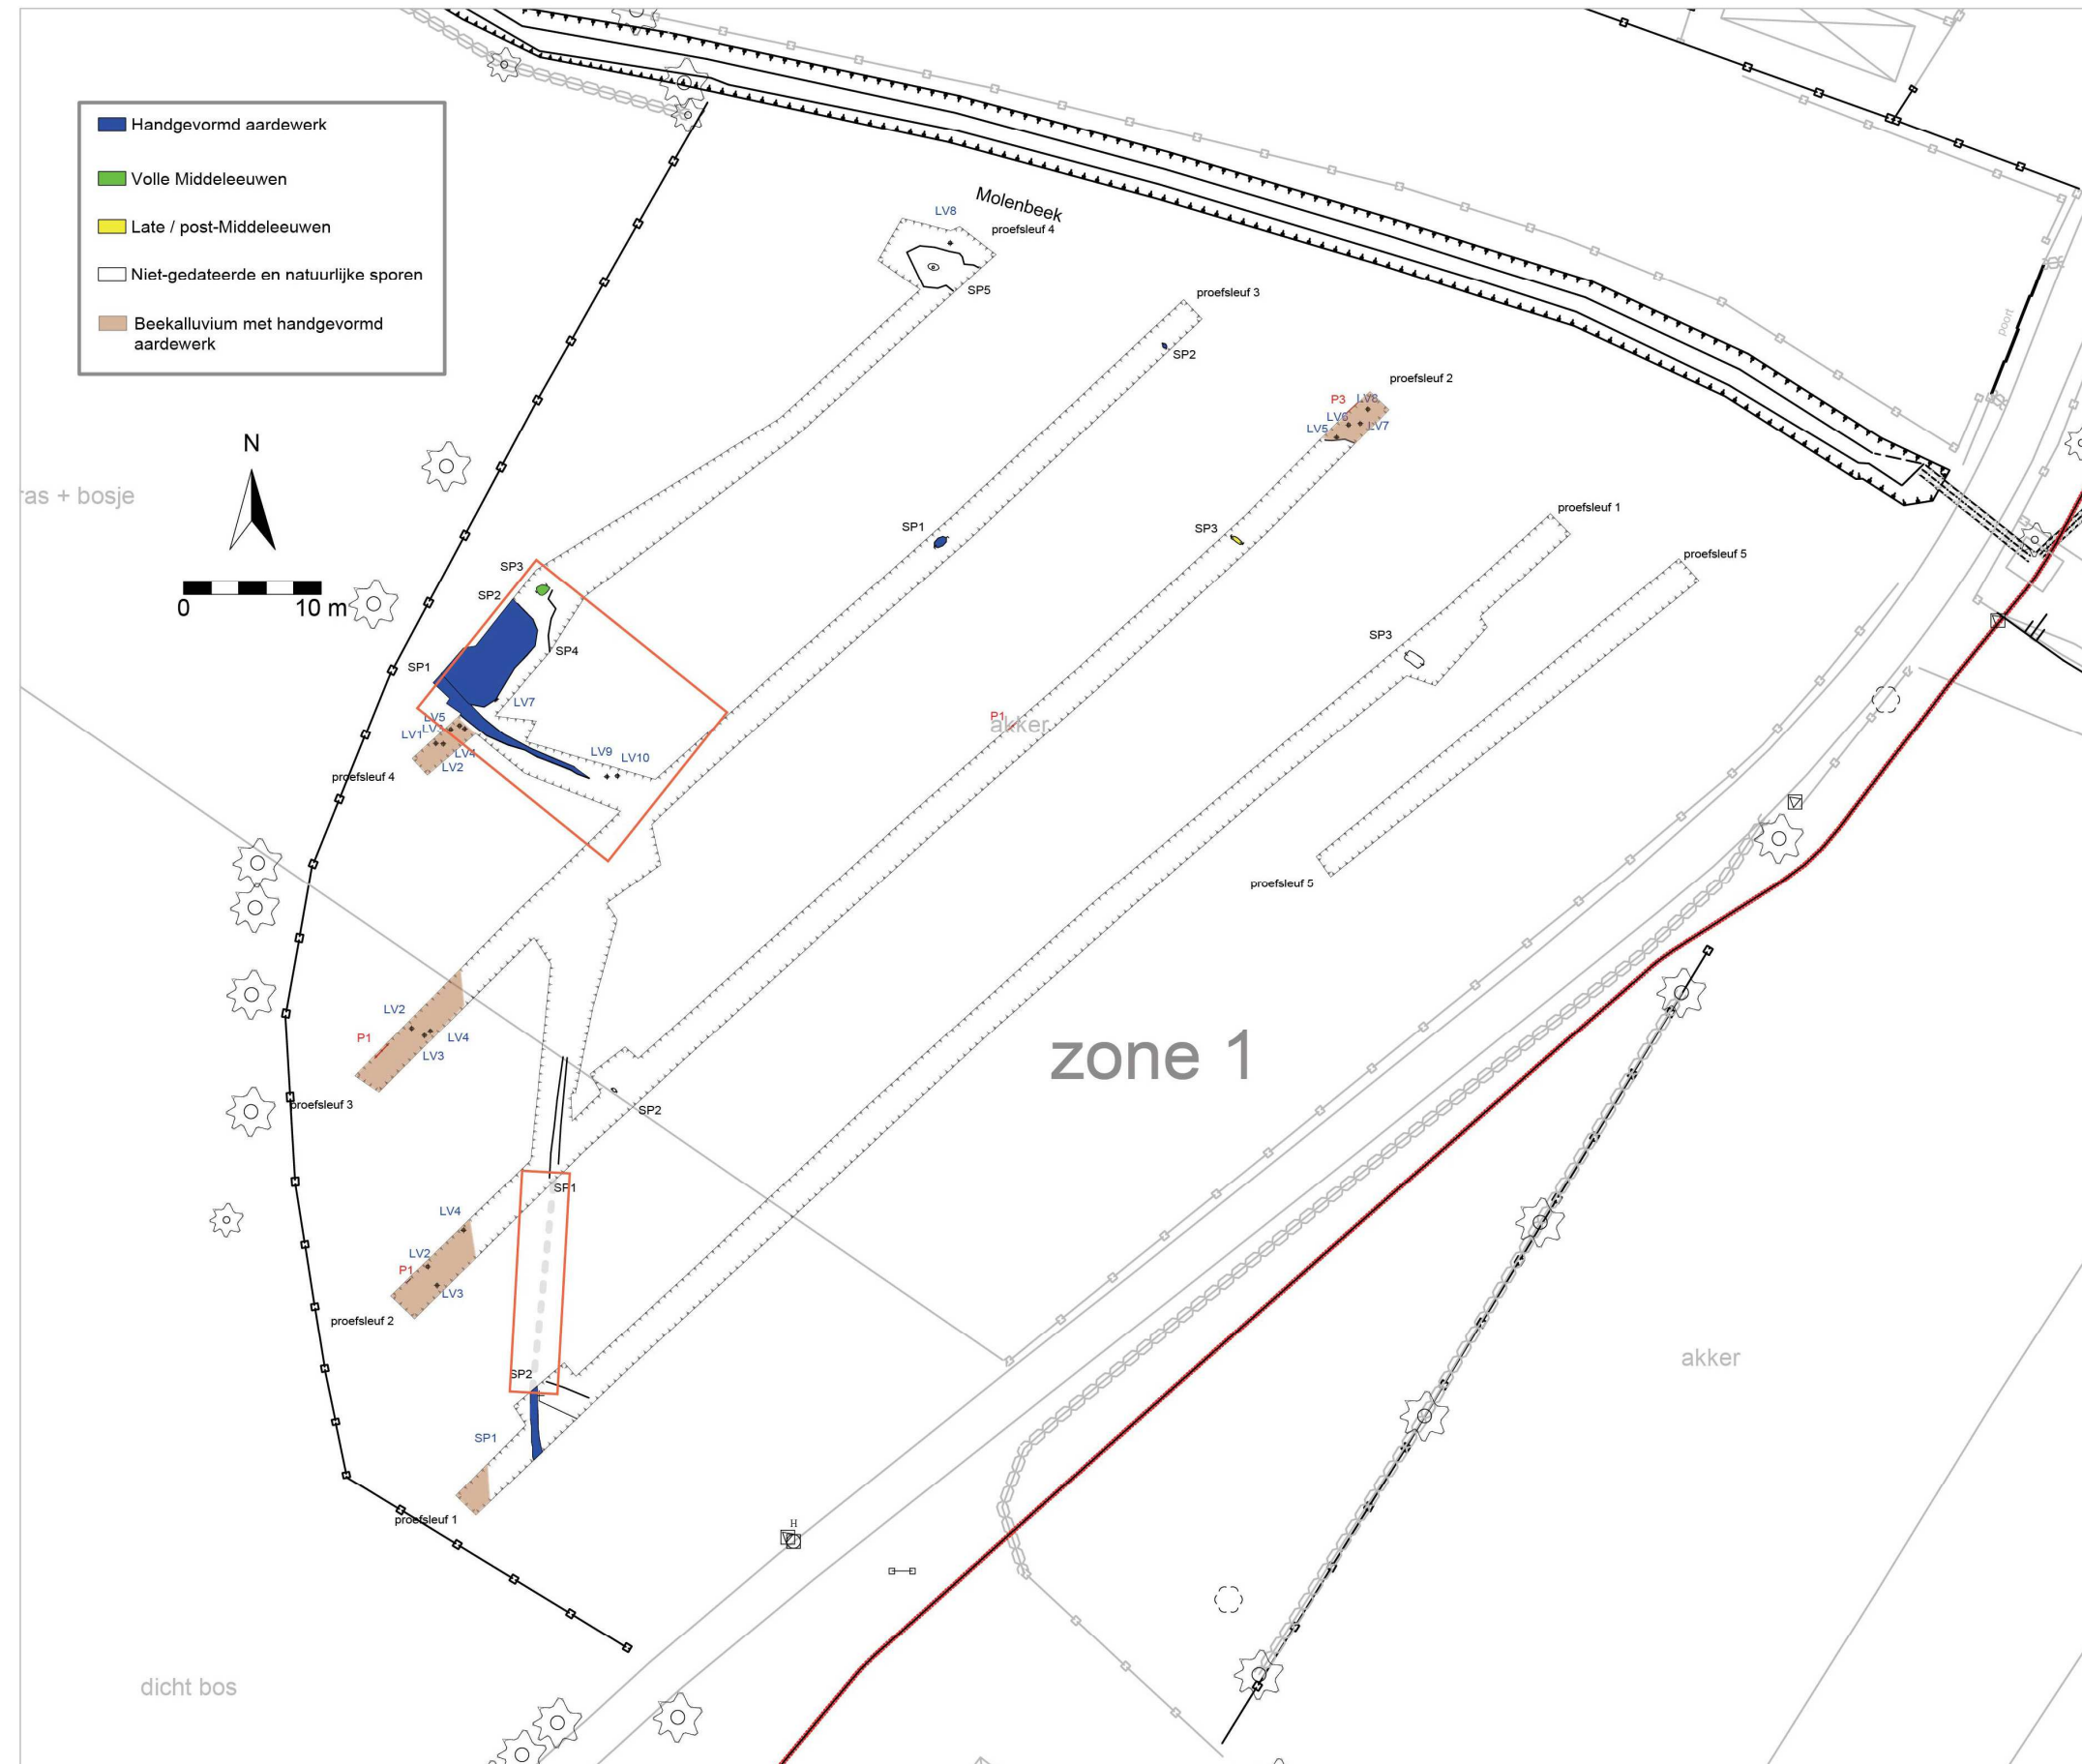 Handgevormd aardewerk
Volle Middeleeuwen
Late / post-Middeleeuwen
Niet-gedateerde en natuurlijke sporen
Beekalluvium met handgevormd
aardewerk
N
0
10 m
ras + bosje
Molenbeek
LV8
proefsleuf 4
SP5
proefsleuf 3
SP2
poort
proefsleuf 2
P3
LV8
LV6
LV5
LV7
SP1
SP3
proefsleuf 1
proefsleuf 5
SP3
SP2
SP3
SP4
SP1
LV7
P1
akker
LV5
LV1
LV4
LV2
LV9
LV10
proefsleuf 4
proefsleuf 5
LV2
P1
LV4
LV3
zone 1
proefsleuf 3
SP2
SP1
LV4
LV2
P1
LV3
proefsleuf 2
akker
SP2
SP1
proefsleuf 1
H
dicht bos